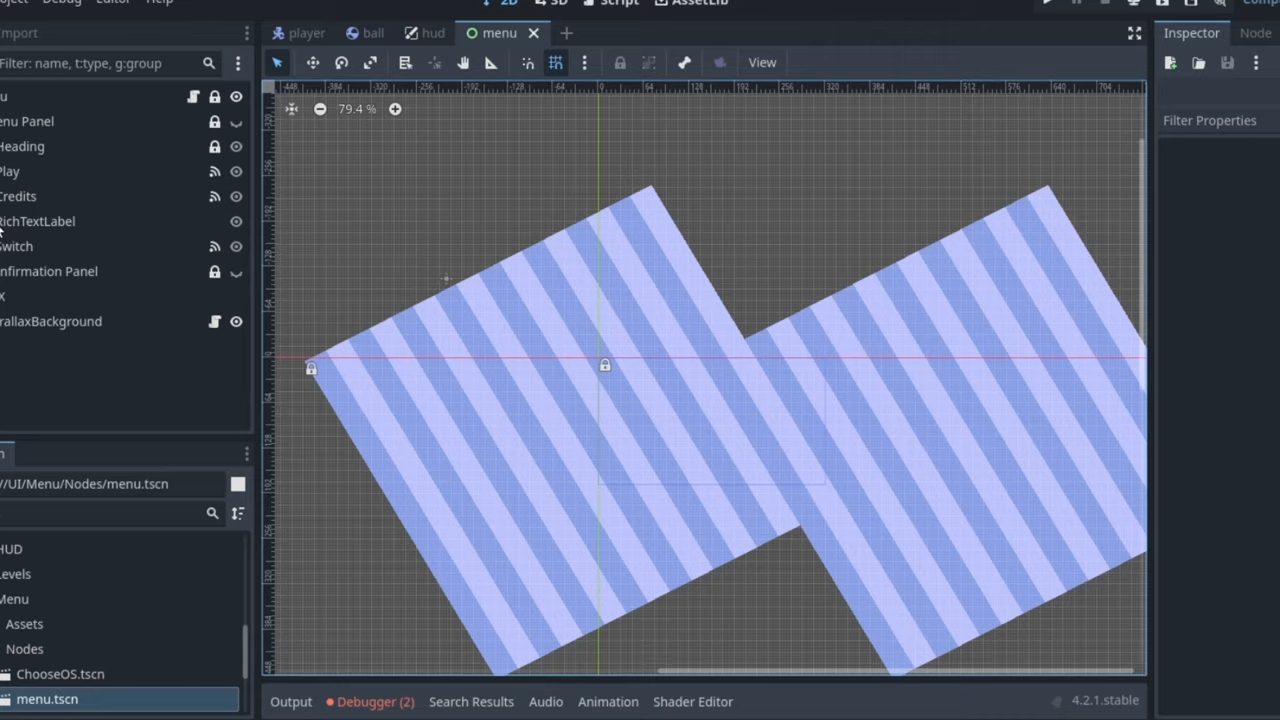 Debug
2D
3D
Script
AssetLib
Import
player
ball
hud
menu
Inspector
Node
Filter: name, t:type, g:group
View
79.4 %
Filter Properties
enu Panel
Heading
Play
Credits
RichTextLabel
Switch
nfirmation Panel
X
rallaxBackground
//UI/Menu/Nodes/menu.tscn
HUD
Levels
Menu
Assets
Nodes
ChooseOS.tscn
menu.tscn
Output
Debugger (2)
Search Results
Audio
Animation
Shader Editor
4.2.1.stable